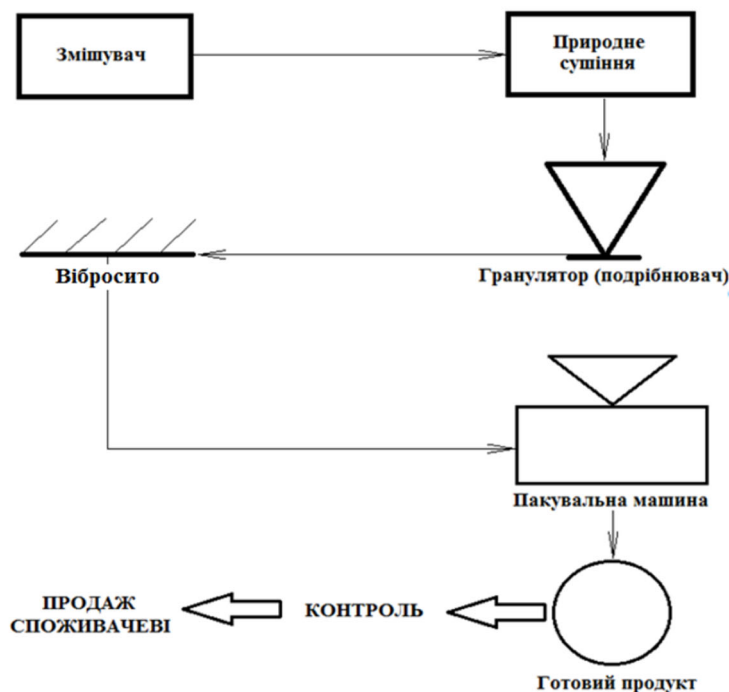 Змішувач
Природне
сушіння
Вібросито
Гранулятор (подрібнювач)
Пакувальна машина
ПРОДАЖ
СПОЖИВАЧЕВІ
КОНТРОЛЬ
Готовий продукт